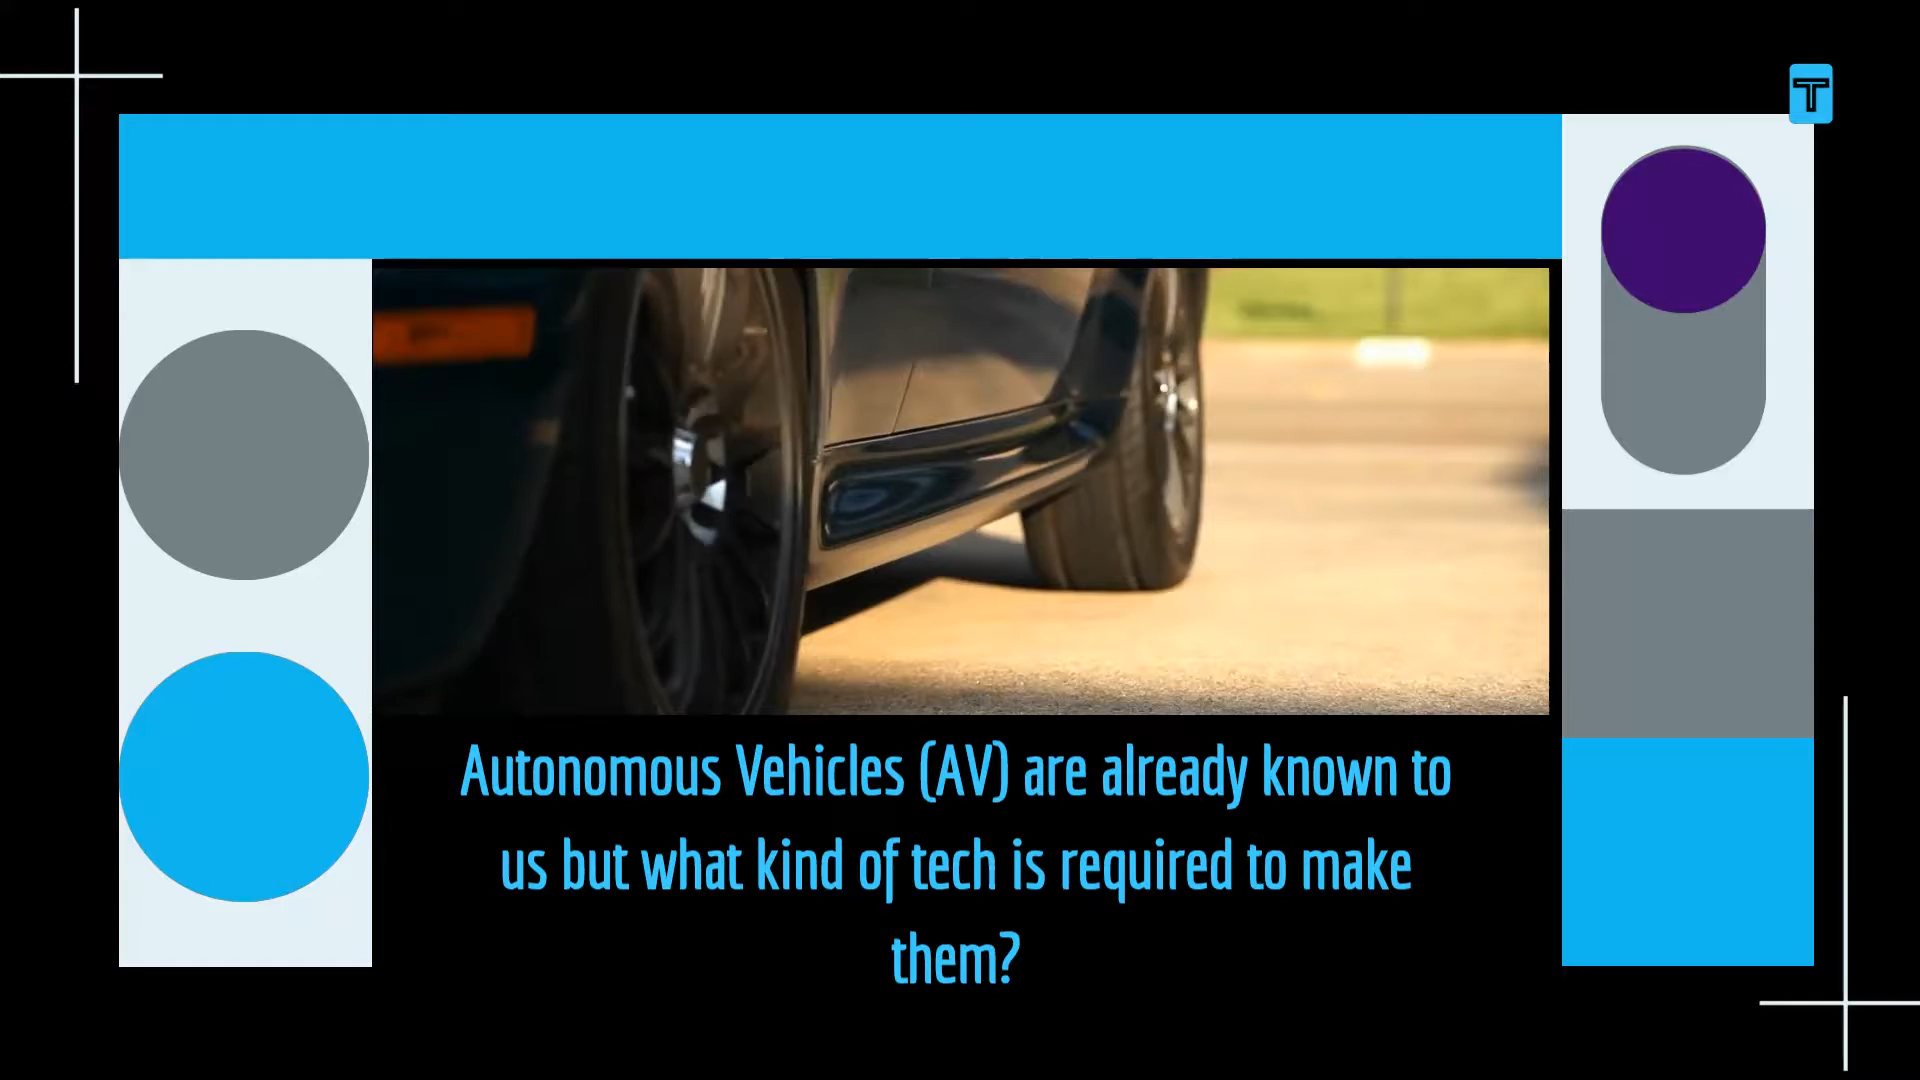 T
Autonomous Vehicles (AV) are already known to
us but what kind of tech is required to make
them?